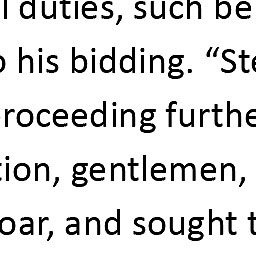 l duties, such be
his bidding. “Ste
roceeding furthe
tion, gentlemen,
oar, and sought t